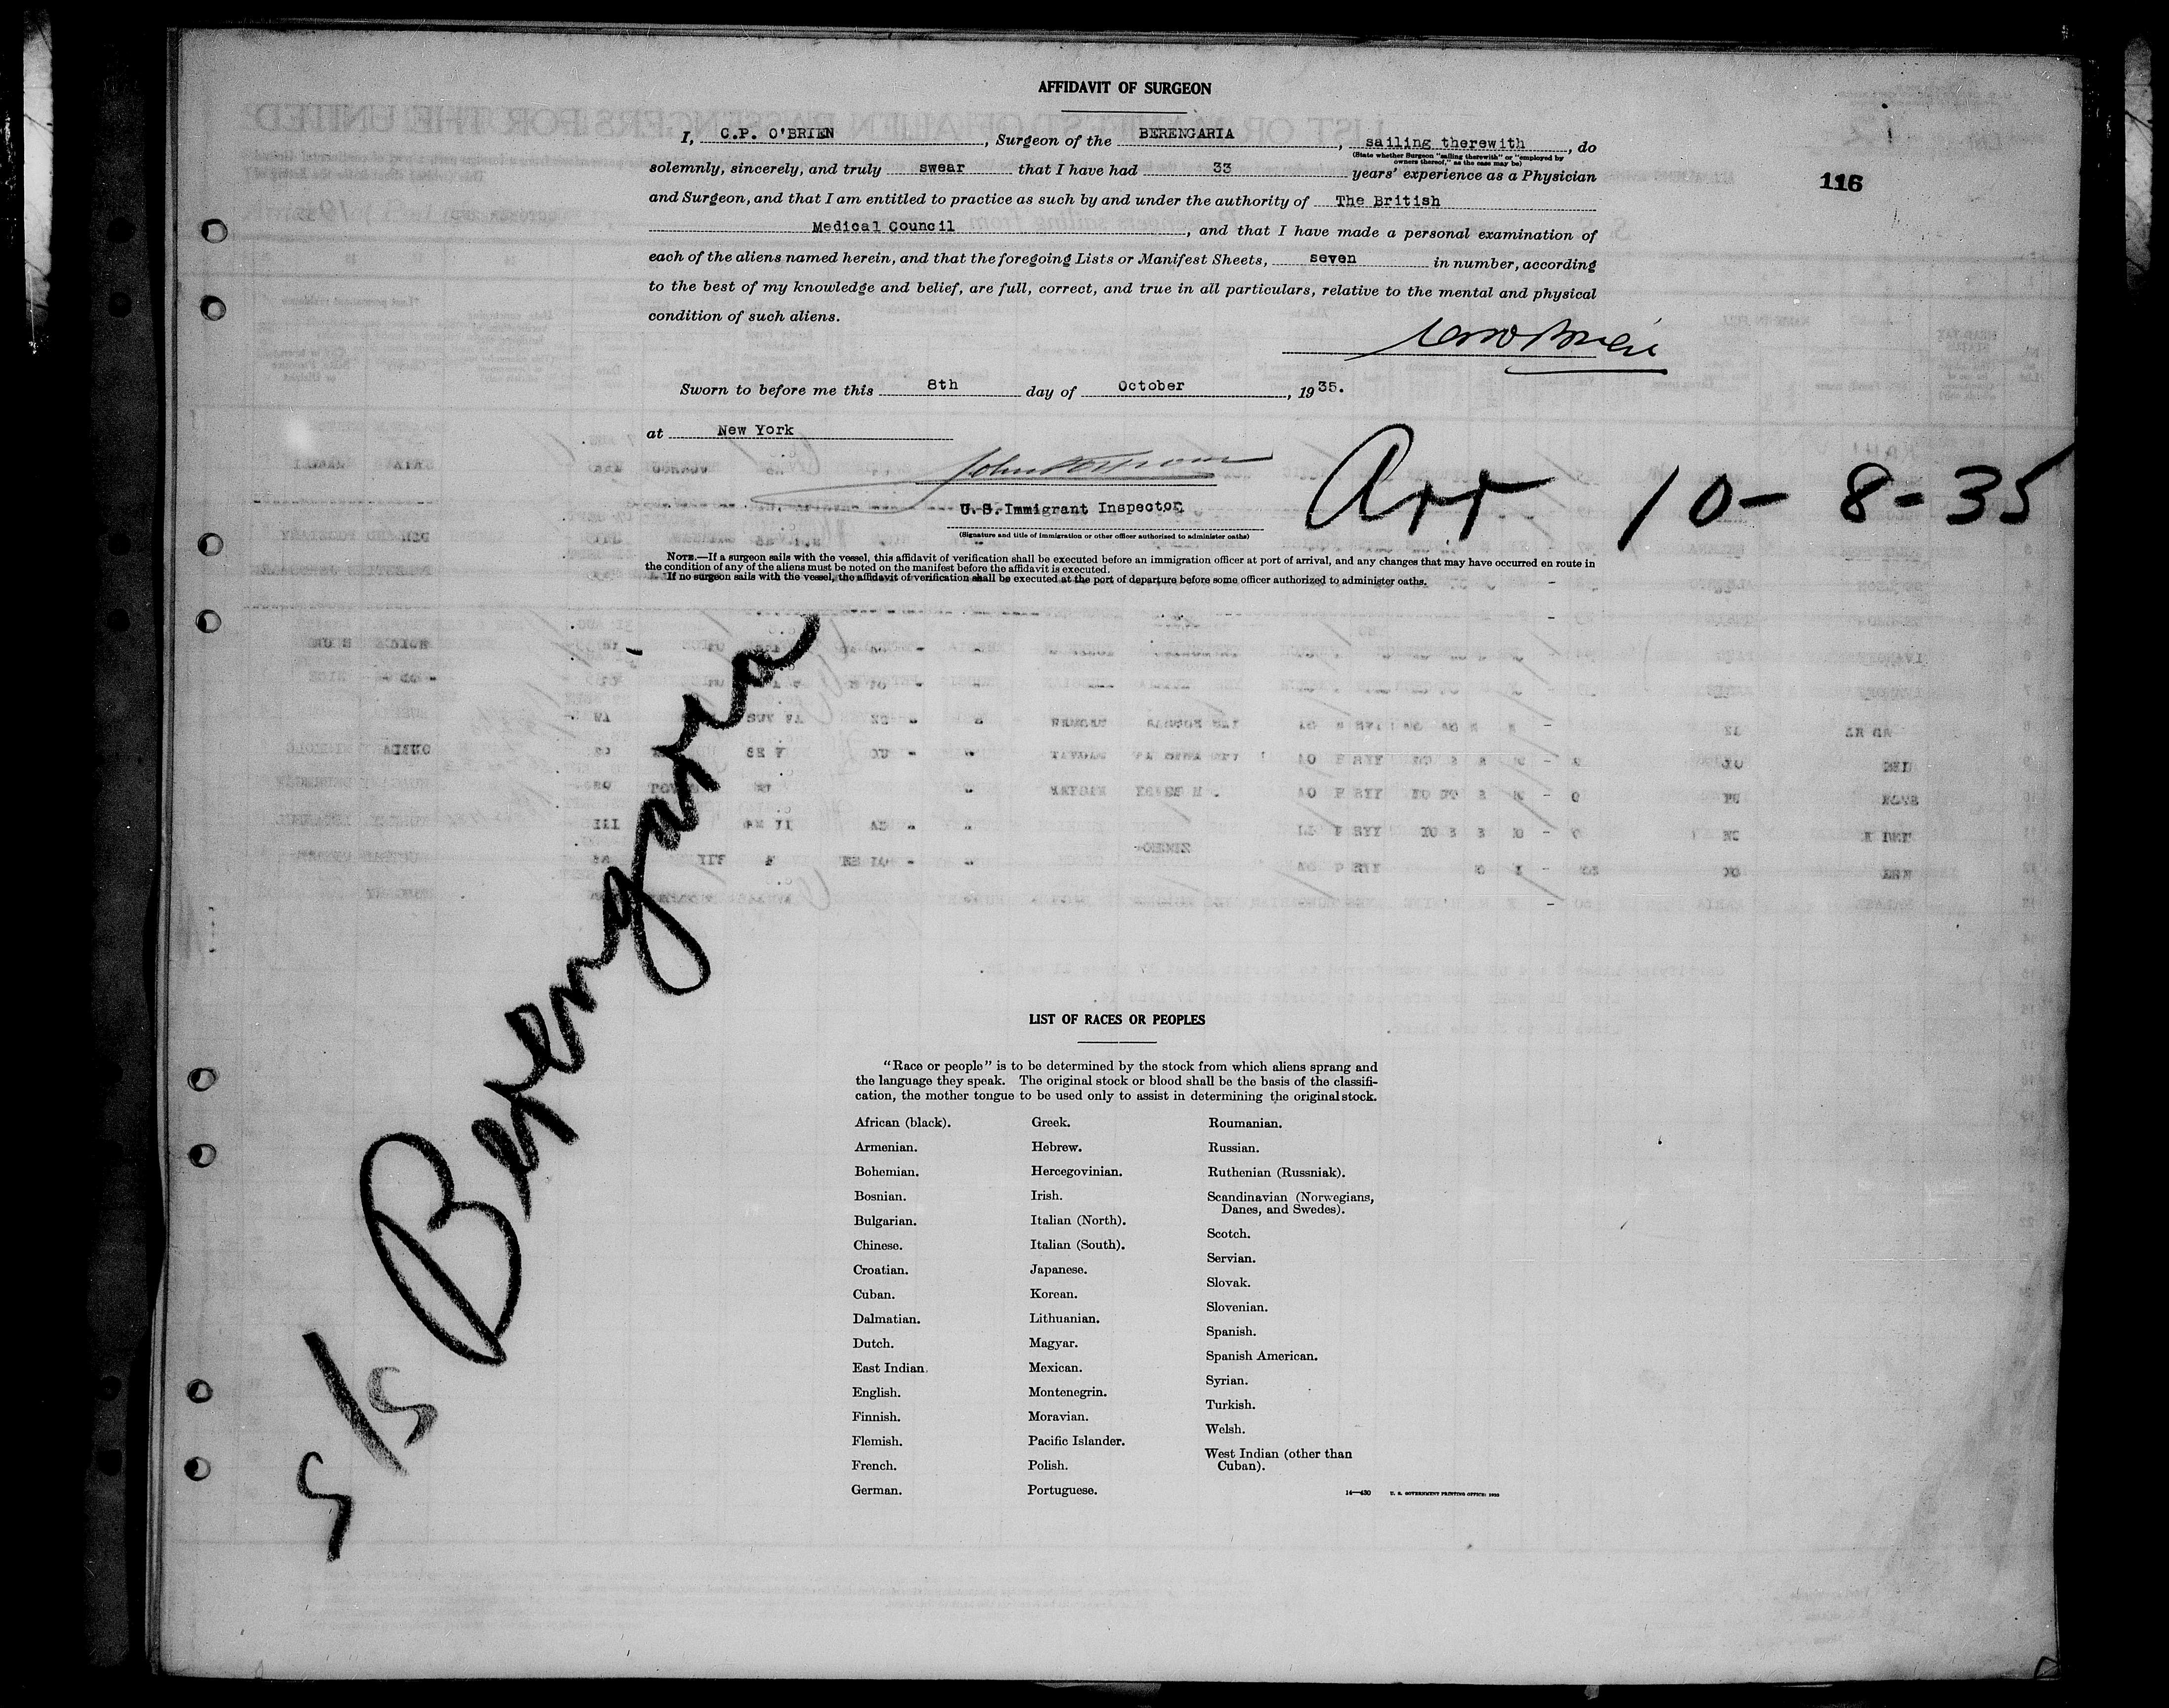 AFFIDAVIT OF SURGEON
I, C.P. O'BRIEN, Surgeon of the BERENGARIA, sailing therewith, do
(State whether Surgeon "sailing therewith" or "employed by
owners thereof," as the case may be)
solemnly, sincerely, and truly swear that I have had 33 years' experience as a Physician
116
and Surgeon, and that I am entitled to practice as such by and under the authority of The British
Medical Council, and that I have made a personal examination of
each of the aliens named herein, and that the foregoing Lists or Manifest Sheets, seven in number, according
to the best of my knowledge and belief, are full, correct, and true in all particulars, relative to the mental and physical
condition of such aliens.
Sworn to before me this 8th day of October, 1935.
at New York
Arr 10-8-35
U.S. Immigrant Inspector
(Signature and title of immigration or other officer authorized to administer oaths)
NOTE.—If a surgeon sails with the vessel, this affidavit of verification shall be executed before an immigration officer at port of arrival, and any changes that may have occurred en route in
the condition of any of the aliens must be noted on the manifest before the affidavit is executed.
If no surgeon sails with the vessel, the affidavit of verification shall be executed at the port of departure before some officer authorized to administer oaths.
S/S Berengaria
LIST OF RACES OR PEOPLES
"Race or people" is to be determined by the stock from which aliens sprang and
the language they speak. The original stock or blood shall be the basis of the classifi-
cation, the mother tongue to be used only to assist in determining the original stock.
African (black).
Armenian.
Bohemian.
Bosnian.
Bulgarian.
Chinese.
Croatian.
Cuban.
Dalmatian.
Dutch.
East Indian.
English.
Finnish.
Flemish.
French.
German.
Greek.
Hebrew.
Hercegovinian.
Irish.
Italian (North).
Italian (South).
Japanese.
Korean.
Lithuanian.
Magyar.
Mexican.
Montenegrin.
Moravian.
Pacific Islander.
Polish.
Portuguese.
Roumanian.
Russian.
Ruthenian (Russniak).
Scandinavian (Norwegians,
Danes, and Swedes).
Scotch.
Servian.
Slovak.
Slovenian.
Spanish.
Spanish American.
Syrian.
Turkish.
Welsh.
West Indian (other than
Cuban).
14—430 U. S. GOVERNMENT PRINTING OFFICE: